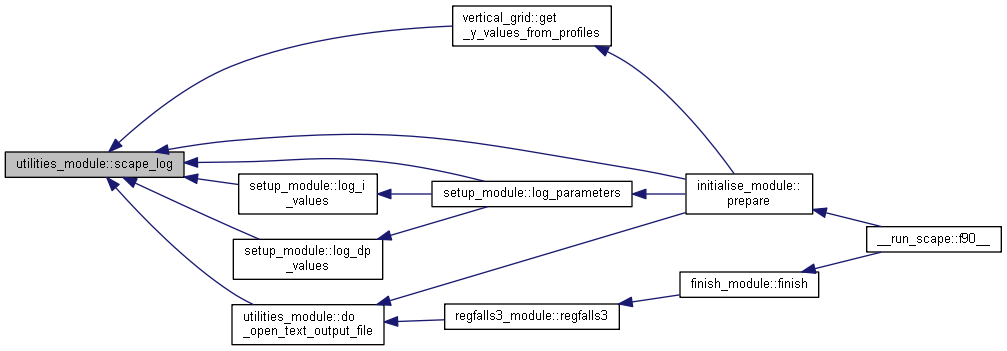 vertical_grid::get
_y_values_from_profiles
utilities_module::scape_log
setup_module::log_i
_values
setup_module::log_parameters
initialise_module::
prepare
__run_scape::f90__
setup_module::log_dp
_values
finish_module::finish
utilities_module::do
_open_text_output_file
regfalls3_module::regfalls3